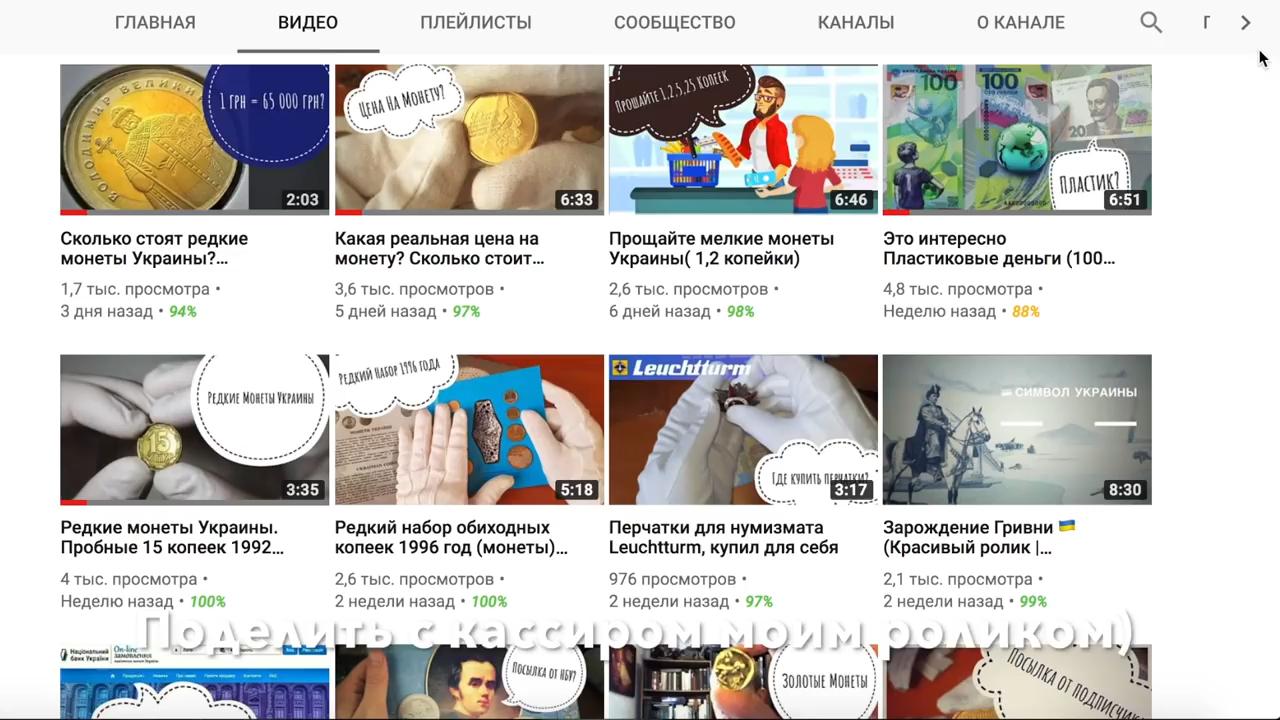 ГЛАВНАЯ ВИДЕО ПЛЕЙЛИСТЫ СООБЩЕСТВО КАНАЛЫ О КАНАЛЕ
ВОЛОДИМИР ВЕЛИКИЙ
1 ГРН = 65 000 ГРН?
2:03
ЦЕНА НА МОНЕТУ?
6:33
ПРОЩАЙТЕ 1,2,5,25 КОПЕЕК
6:46
100
100
20
ПЛАСТИК?
6:51
Сколько стоят редкие
монеты Украины?...
1,7 тыс. просмотра •
3 дня назад • 94%
Какая реальная цена на
монету? Сколько стоит...
3,6 тыс. просмотров •
5 дней назад • 97%
Прощайте мелкие монеты
Украины( 1,2 копейки)
2,6 тыс. просмотров •
6 дней назад • 98%
Это интересно
Пластиковые деньги (100...
4,8 тыс. просмотра •
Неделю назад • 88%
РЕДКИЕ МОНЕТЫ УКРАИНЫ
15
3:35
РЕДКИЙ НАБОР 1996 ГОДА
5:18
Leuchtturm
ГДЕ КУПИТЬ ПЕРЧАТКИ?
3:17
СИМВОЛ УКРАИНЫ
8:30
Редкие монеты Украины.
Пробные 15 копеек 1992...
4 тыс. просмотра •
Неделю назад • 100%
Редкий набор обиходных
копеек 1996 год (монеты)...
2,6 тыс. просмотров •
2 недели назад • 100%
Перчатки для нумизмата
Leuchtturm, купил для себя
976 просмотров •
2 недели назад • 97%
Зарождение Гривни
(Красивый ролик |...
2,1 тыс. просмотра •
2 недели назад • 99%
Поделить с кассиром моим роликом)
Національний
банк України
On-line
замовлення
ПОСЫЛКА ОТ НБУ?
ЗОЛОТЫЕ МОНЕТЫ
ПОСЫЛКА ОТ ПОДПИСЧИК